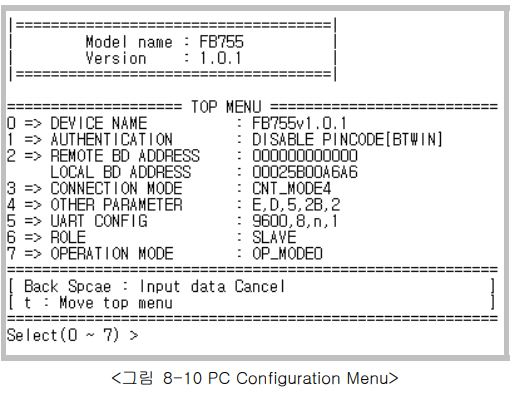 |===================================|
| Model name : FB755 |
| Version : 1.0.1 |
|===================================|
==================== TOP MENU =========================
0 => DEVICE NAME : FB755v1.0.1
1 => AUTHENTICATION : DISABLE PINCODE[BTWIN]
2 => REMOTE BD ADDRESS : 000000000000
LOCAL BD ADDRESS : 00025B00A6A6
3 => CONNECTION MODE : CNT_MODE4
4 => OTHER PARAMETER : E,D,5,2B,2
5 => UART CONFIG : 9600,8,n,1
6 => ROLE : SLAVE
7 => OPERATION MODE : OP_MODE0
=======================================================
[ Back Spcae : Input data Cancel ]
[ t : Move top menu ]
=======================================================
Select(0 ~ 7) >
<그림 8-10 PC Configuration Menu>